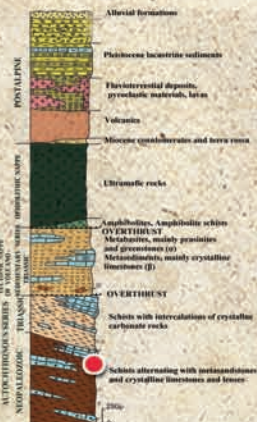 Alluvial formations
Pleistocene lacustrine sediments
Fluvioterrestrial deposits,
pyroclastic materials, lavas
Volcanics
Miocene conglomerates and terra rossa
Ultramafic rocks
Amphibolites, Amphibolite schists
OVERTHRUST
Metabasites, mainly prasinites
and greenstones (α)
Metasediments, mainly crystalline
limestones (β)
OVERTHRUST
Schists with intercalations of crystalline
carbonate rocks
Schists alternating with metasandstones
and crystalline limestones and lenses
POSTALPINE
OPHIOLITHIC NAPPE
TRIASSIC
AUTOCHTHONOUS SERIES
NEOPALEOZOIC